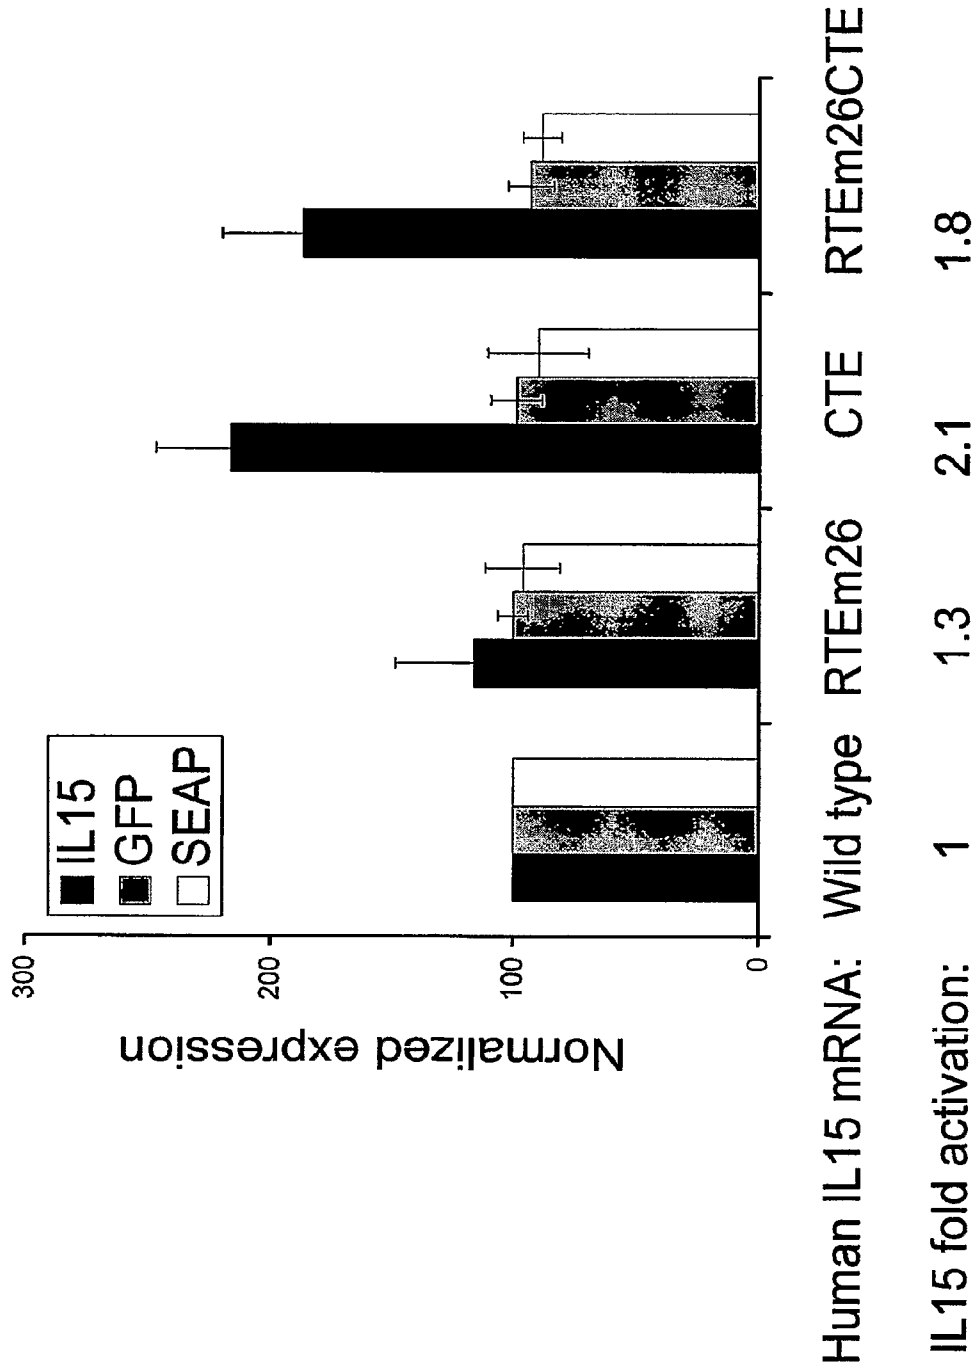 IL15
GFP
SEAP
300
200
100
0
Normalized expression
Human IL15 mRNA: Wild type RTEm26 CTE RTEm26CTE
IL15 fold activation: 1 1.3 2.1 1.8